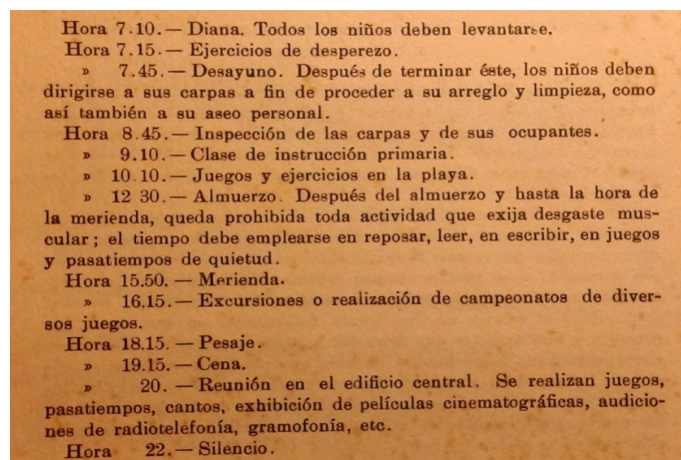 Hora 7.10. — Diana. Todos los niños deben levantarse.
Hora 7.15. — Ejercicios de desperezo.
» 7.45. — Desayuno. Después de terminar éste, los niños deben
dirigirse a sus carpas a fin de proceder a su arreglo y limpieza, como
así también a su aseo personal.
Hora 8.45. — Inspección de las carpas y de sus ocupantes.
» 9.10. — Clase de instrucción primaria.
» 10.10. — Juegos y ejercicios en la playa.
» 12 30. — Almuerzo. Después del almuerzo y hasta la hora de
la merienda, queda prohibida toda actividad que exija desgaste mus-
cular; el tiempo debe emplearse en reposar, leer, en escribir, en juegos
y pasatiempos de quietud.
Hora 15.50. — Merienda.
» 16.15. — Excursiones o realización de campeonatos de diver-
sos juegos.
Hora 18.15. — Pesaje.
» 19.15. — Cena.
» 20. — Reunión en el edificio central. Se realizan juegos,
pasatiempos, cantos, exhibición de películas cinematográficas, audicio-
nes de radiotelefonía, gramofonía, etc.
Hora 22. — Silencio.